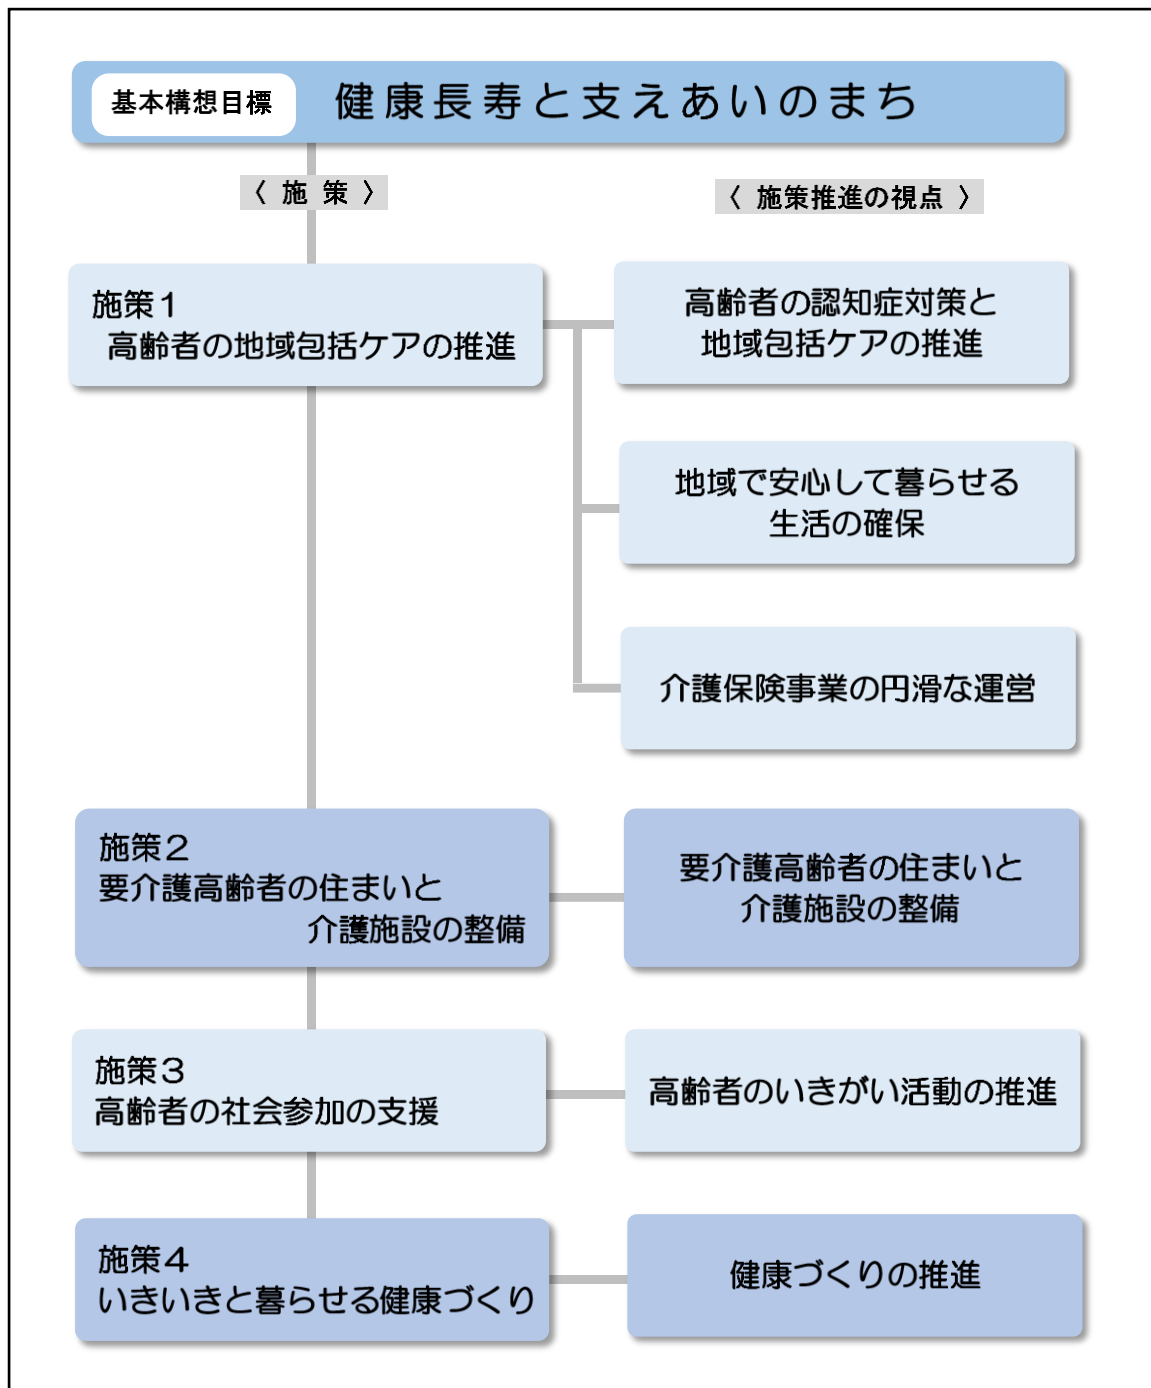 基本構想目標 健康長寿と支えあいのまち
〈 施 策 〉
〈 施策推進の視点 〉
施策１
高齢者の地域包括ケアの推進
高齢者の認知症対策と
地域包括ケアの推進
地域で安心して暮らせる
生活の確保
介護保険事業の円滑な運営
施策２
要介護高齢者の住まいと
介護施設の整備
要介護高齢者の住まいと
介護施設の整備
施策３
高齢者の社会参加の支援
高齢者のいきがい活動の推進
施策４
いきいきと暮らせる健康づくり
健康づくりの推進